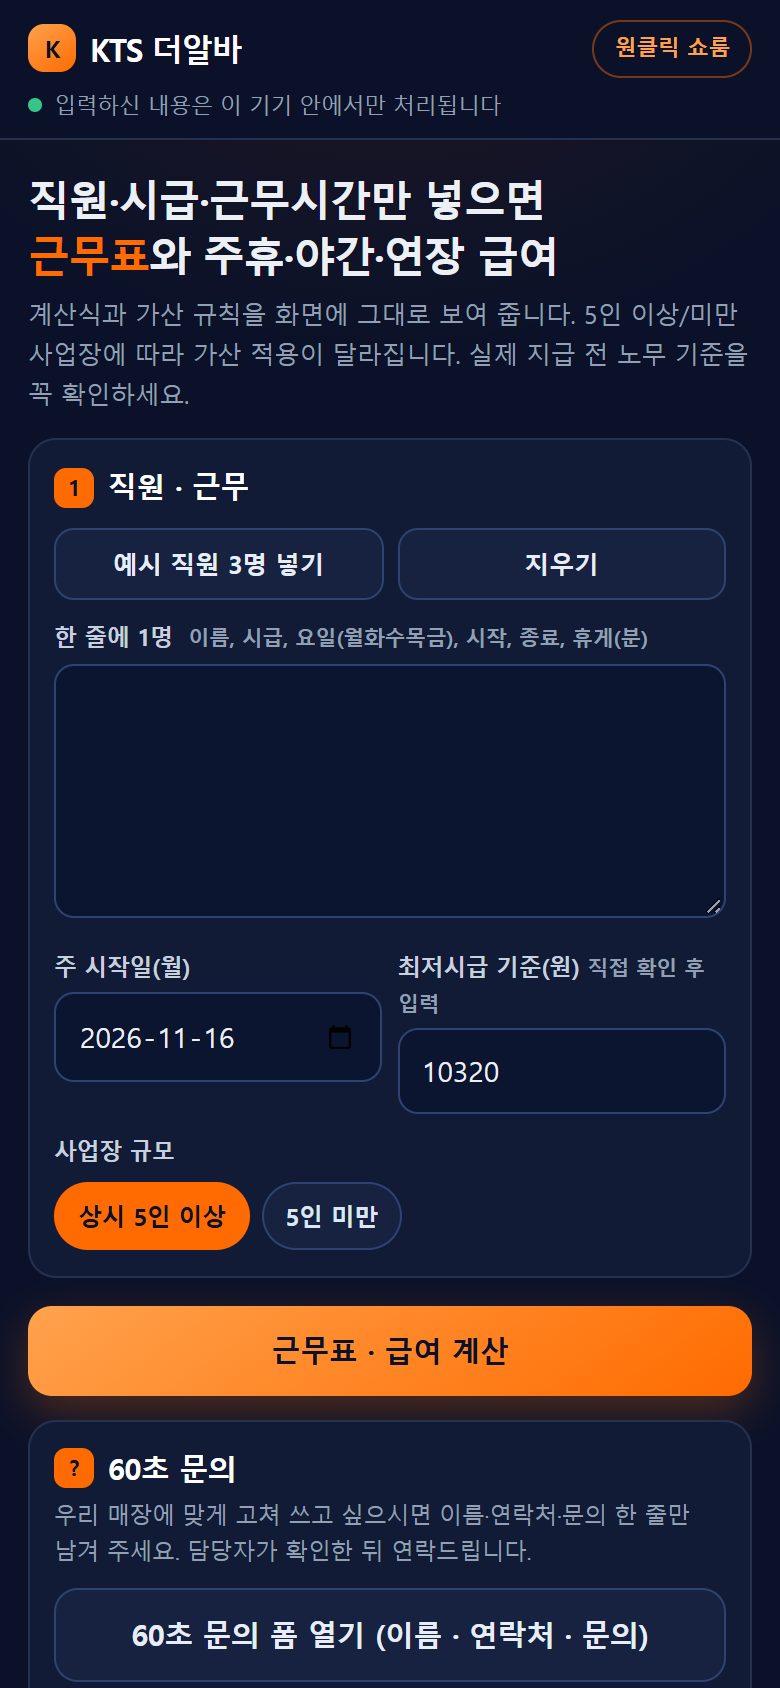 K
KTS 더알바
원클릭 쇼룸
입력하신 내용은 이 기기 안에서만 처리됩니다
직원·시급·근무시간만 넣으면
근무표와 주휴·야간·연장 급여
계산식과 가산 규칙을 화면에 그대로 보여 줍니다. 5인 이상/미만
사업장에 따라 가산 적용이 달라집니다. 실제 지급 전 노무 기준을
꼭 확인하세요.
1 직원 · 근무
예시 직원 3명 넣기
지우기
한 줄에 1명 이름, 시급, 요일(월화수목금), 시작, 종료, 휴게(분)
주 시작일(월)
2026-11-16
최저시급 기준(원) 직접 확인 후
입력
10320
사업장 규모
상시 5인 이상
5인 미만
근무표 · 급여 계산
? 60초 문의
우리 매장에 맞게 고쳐 쓰고 싶으시면 이름·연락처·문의 한 줄만
남겨 주세요. 담당자가 확인한 뒤 연락드립니다.
60초 문의 폼 열기 (이름 · 연락처 · 문의)